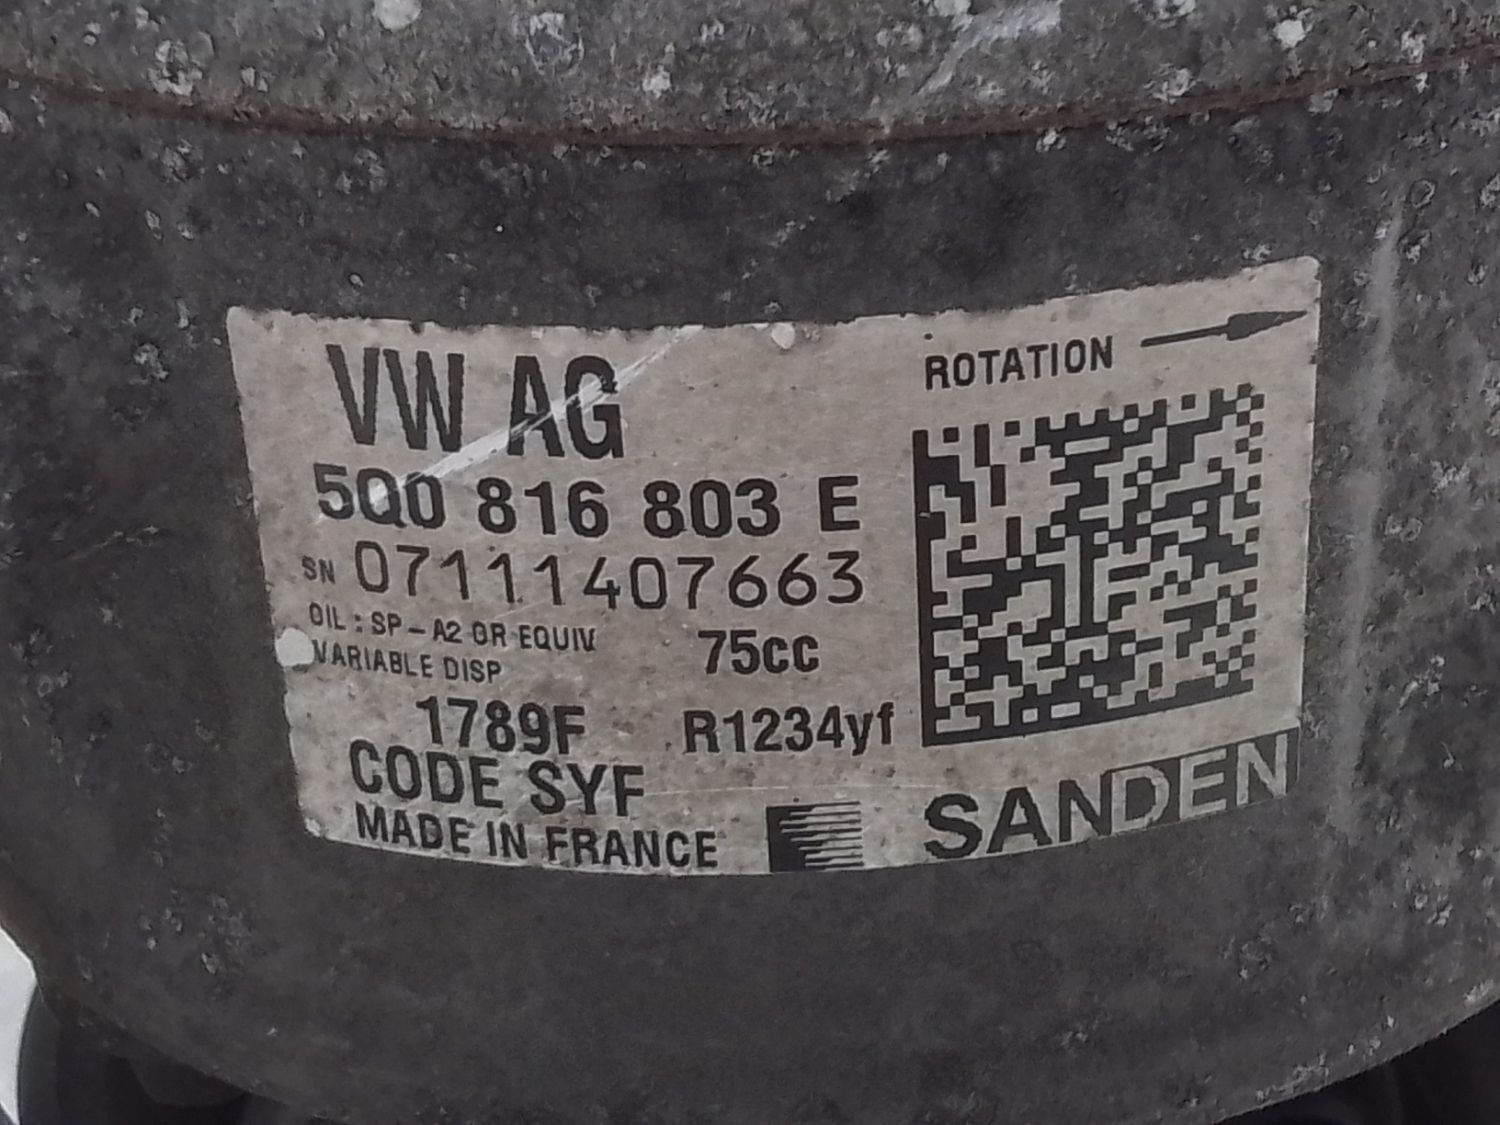 VW AG
ROTATION
5Q0 816 803 E
SN 07111407663
OIL : SP-A2 OR EQUIV
75cc
VARIABLE DISP
1789F
R1234yf
CODE SYF
MADE IN FRANCE
SANDEN